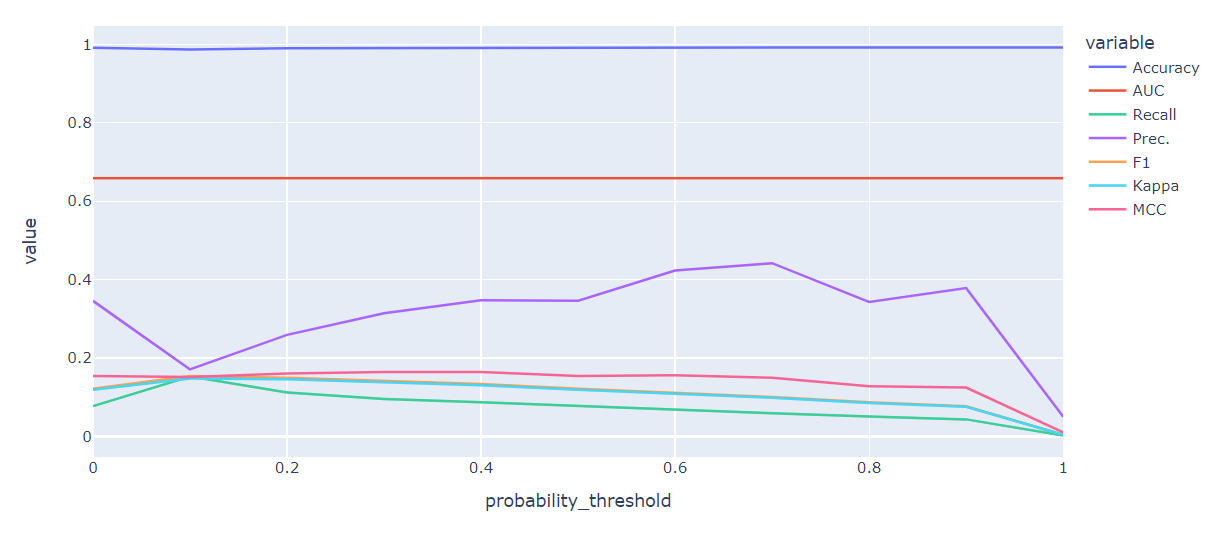 variable
Accuracy
AUC
Recall
Prec.
F1
Kappa
MCC
value
1
0.8
0.6
0.4
0.2
0
0 0.2 0.4 0.6 0.8 1
probability_threshold